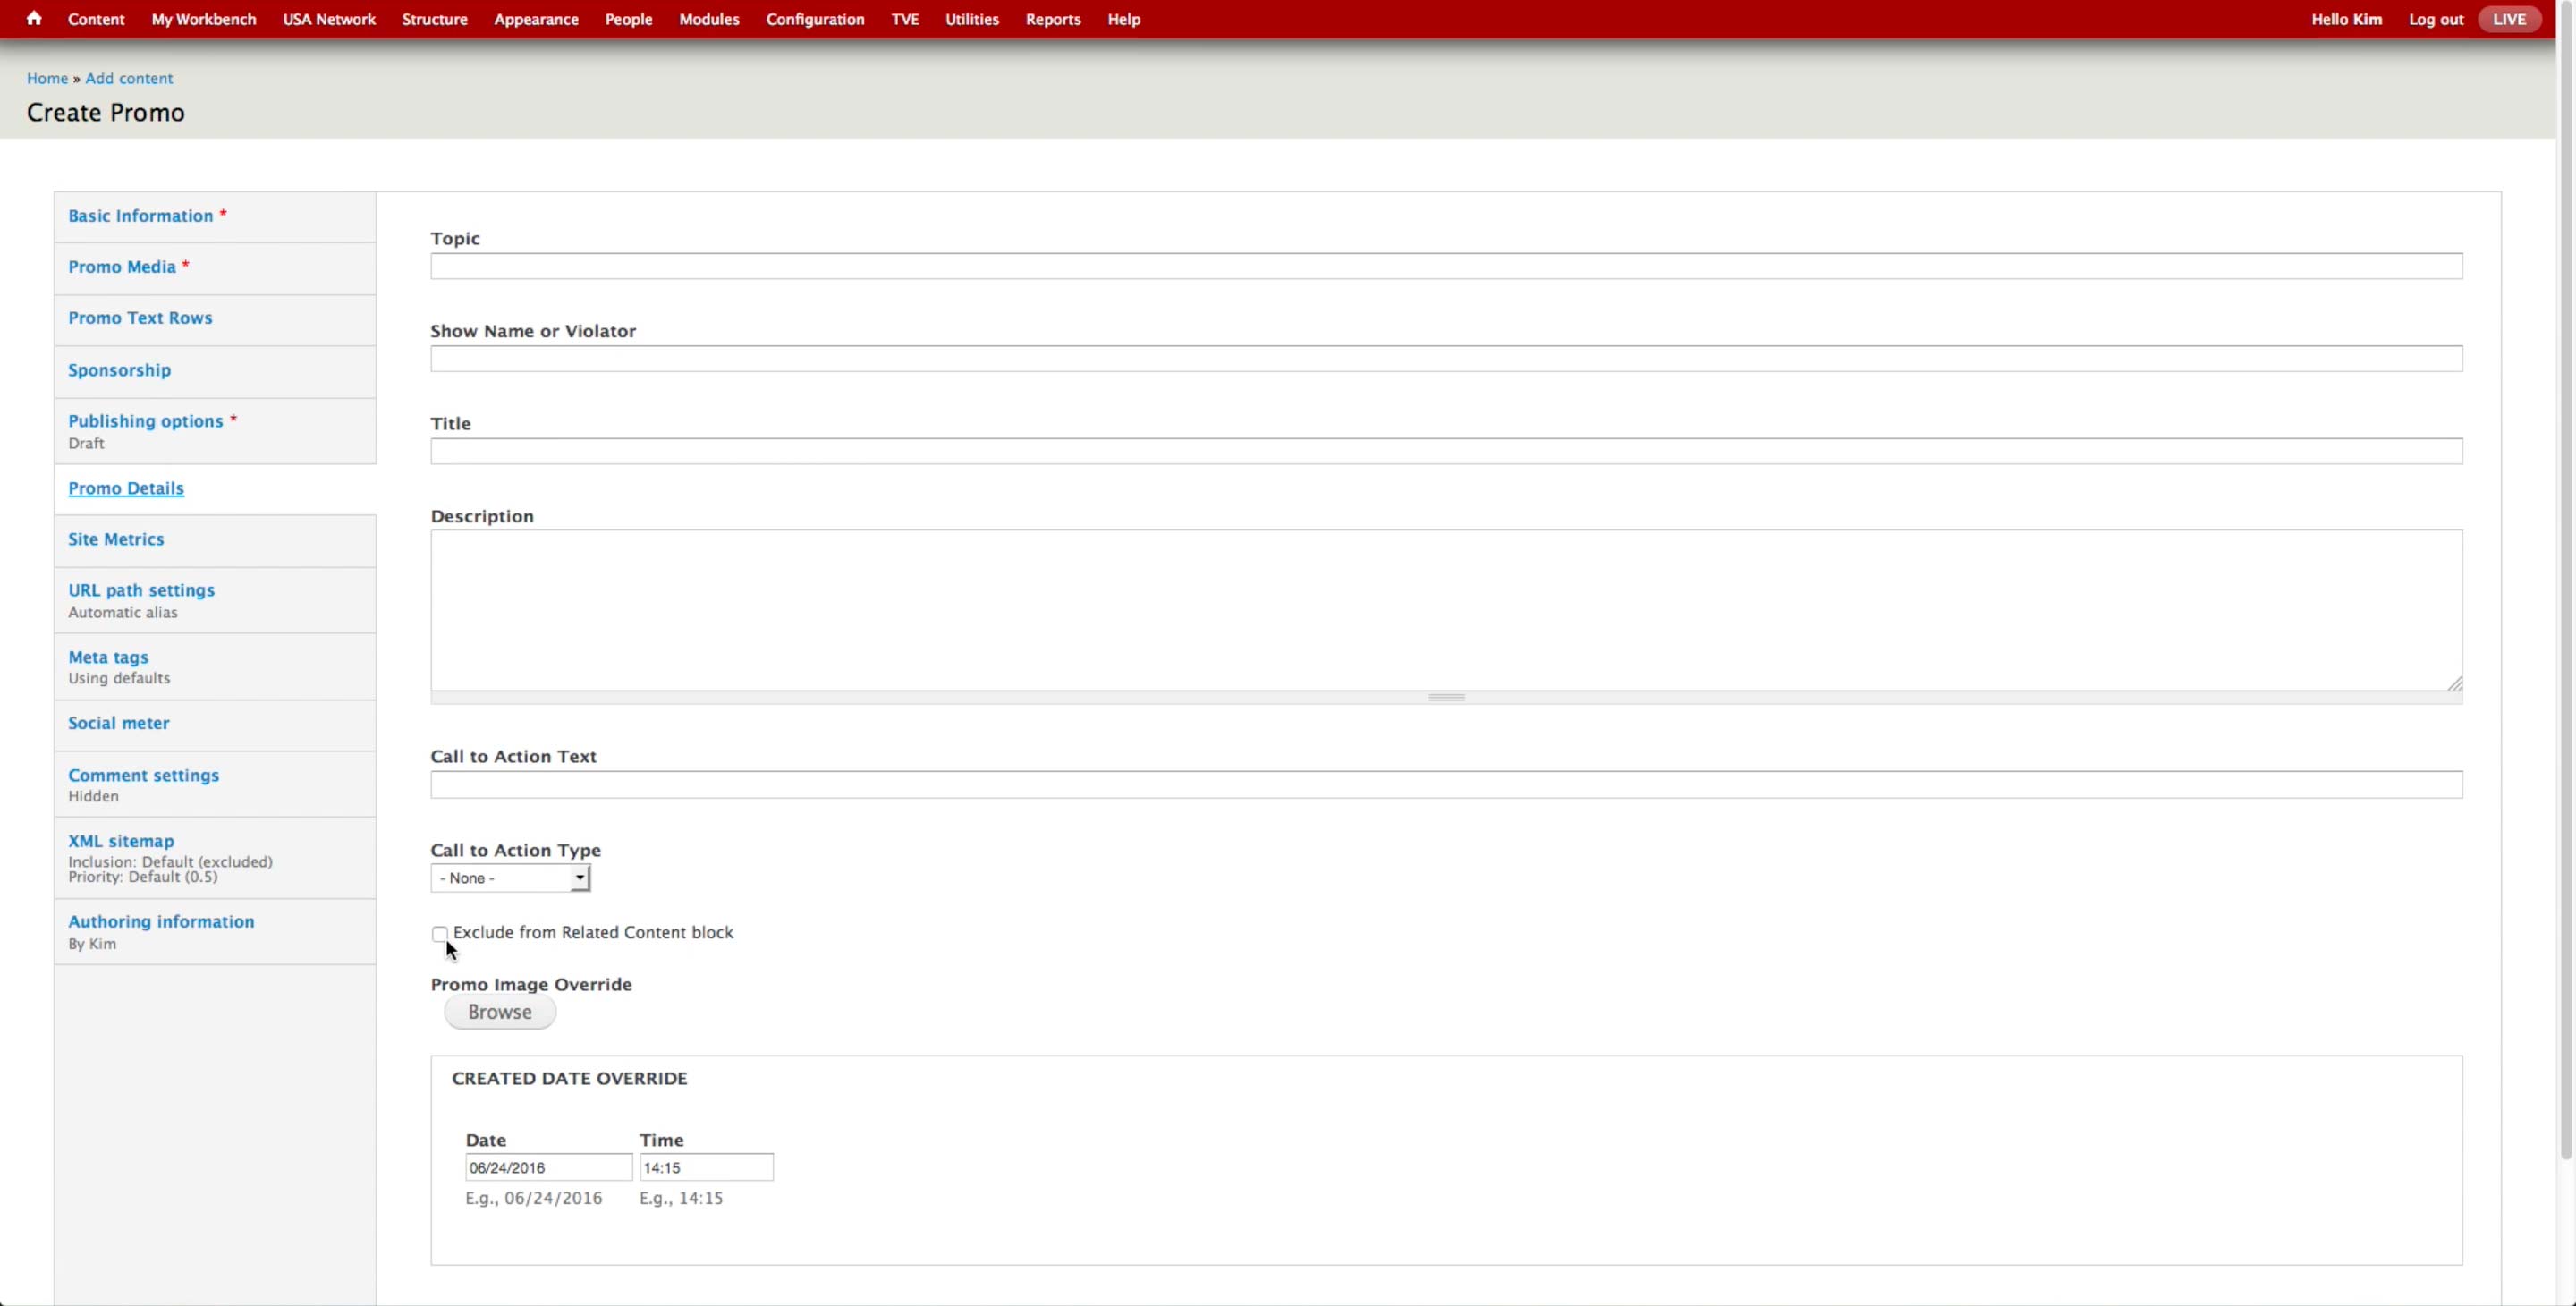 Content My Workbench USA Network Structure Appearance People Modules Configuration TVE Utilities Reports Help Hello Kim Log out LIVE
Home » Add content
Create Promo
Basic Information *
Promo Media *
Promo Text Rows
Sponsorship
Publishing options *
Draft
Promo Details
Site Metrics
URL path settings
Automatic alias
Meta tags
Using defaults
Social meter
Comment settings
Hidden
XML sitemap
Inclusion: Default (excluded)
Priority: Default (0.5)
Authoring information
By Kim
Topic
Show Name or Violator
Title
Description
Call to Action Text
Call to Action Type
- None -
Exclude from Related Content block
Promo Image Override
Browse
CREATED DATE OVERRIDE
Date Time
06/24/2016 14:15
E.g., 06/24/2016 E.g., 14:15